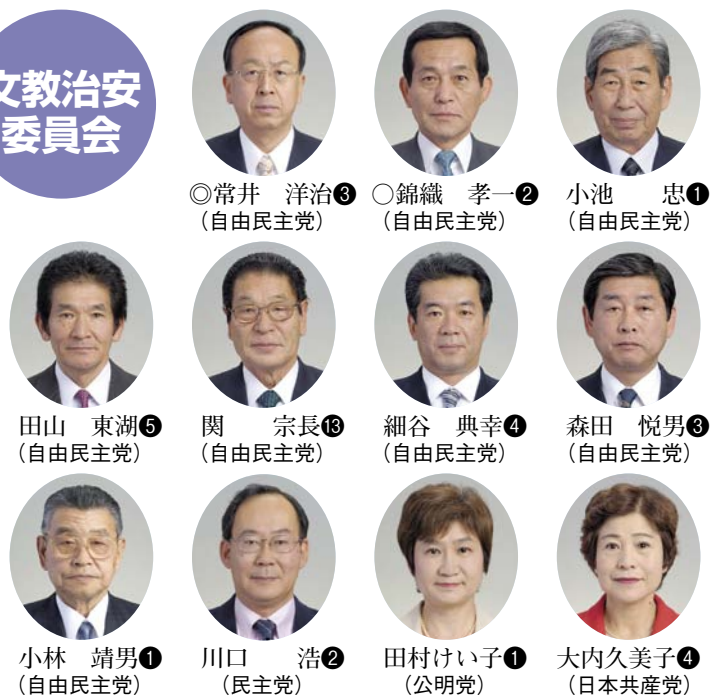 文教治安
委員会
◎常井　洋治❸
（自由民主党）
○錦織　孝一❷
（自由民主党）
小池　　忠❶
（自由民主党）
田山　東湖❺
（自由民主党）
関　　宗長⓭
（自由民主党）
細谷　典幸❹
（自由民主党）
森田　悦男❸
（自由民主党）
小林　靖男❶
（自由民主党）
川口　　浩❷
（民主党）
田村けい子❶
（公明党）
大内久美子❹
（日本共産党）